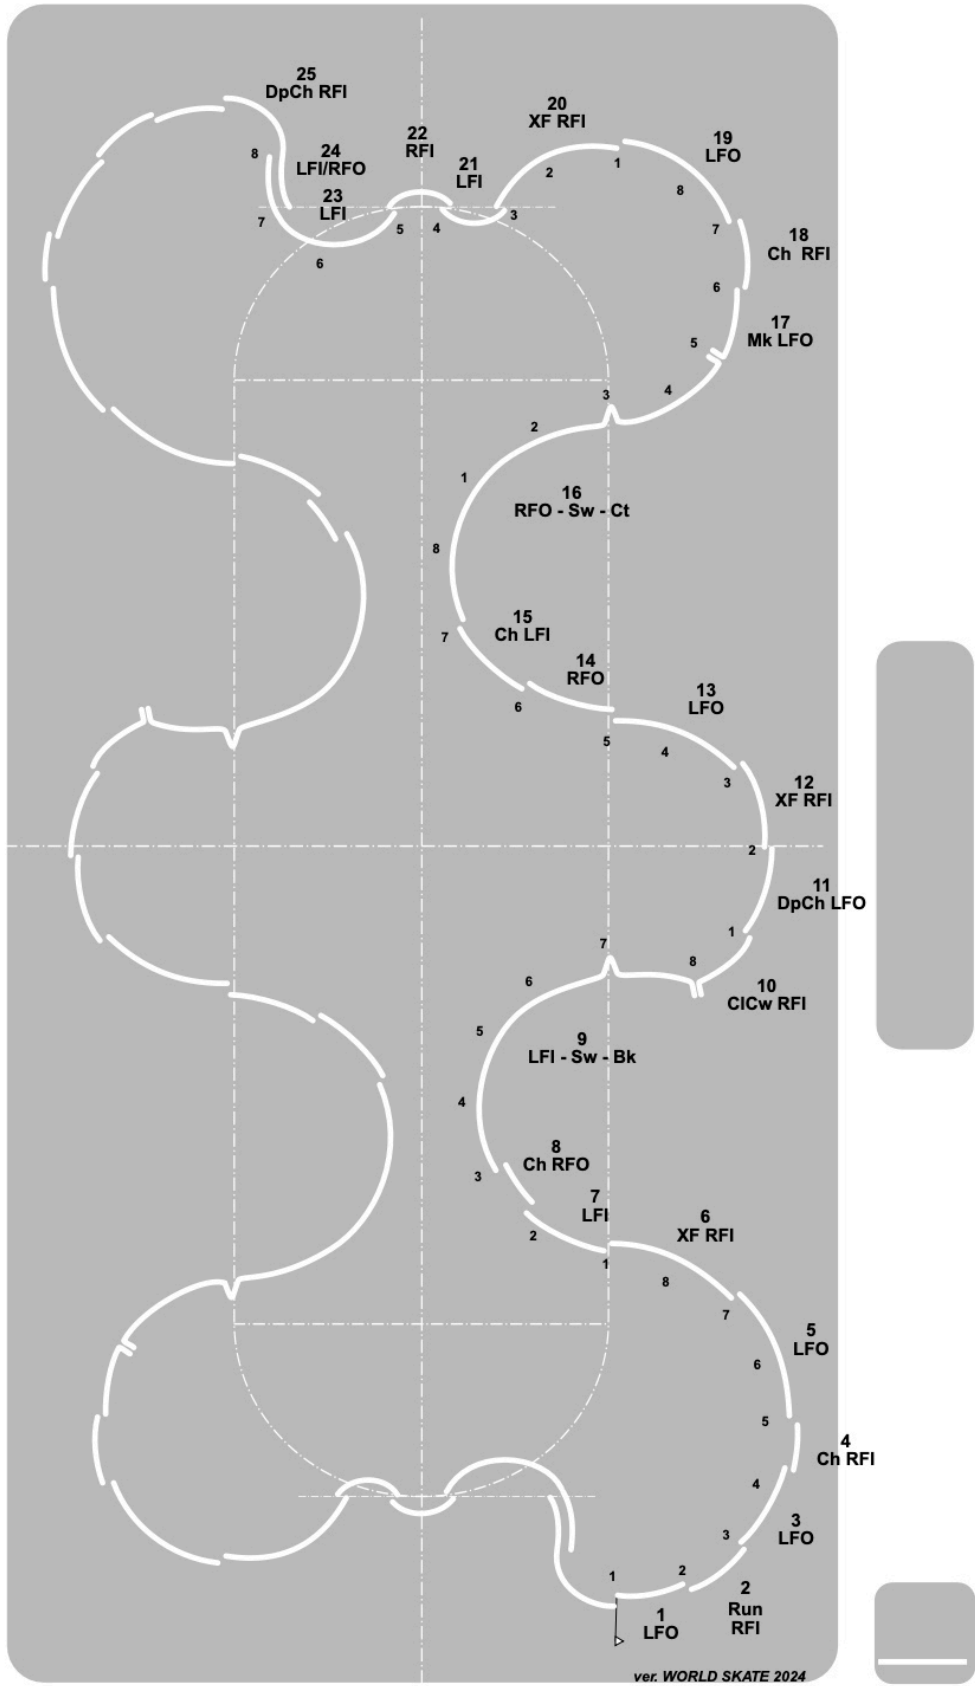 25
DpCh RFI
20
XF RFI
22
RFI
19
LFO
24
LFI/RFO
21
LFI
8
1
2
23
LFI
8
3
7
5
4
7
18
Ch RFI
6
6
17
Mk LFO
5
3
4
2
1
16
RFO - Sw - Ct
8
15
Ch LFI
7
14
RFO
13
LFO
6
5
4
3
12
XF RFI
2
11
DpCh LFO
1
7
8
6
10
ClCw RFI
5
9
LFI - Sw - Bk
4
8
Ch RFO
3
7
LFI
6
XF RFI
2
1
8
7
5
LFO
6
5
4
Ch RFI
4
3
LFO
3
2
1
2
Run
RFI
1
LFO
ver. WORLD SKATE 2024